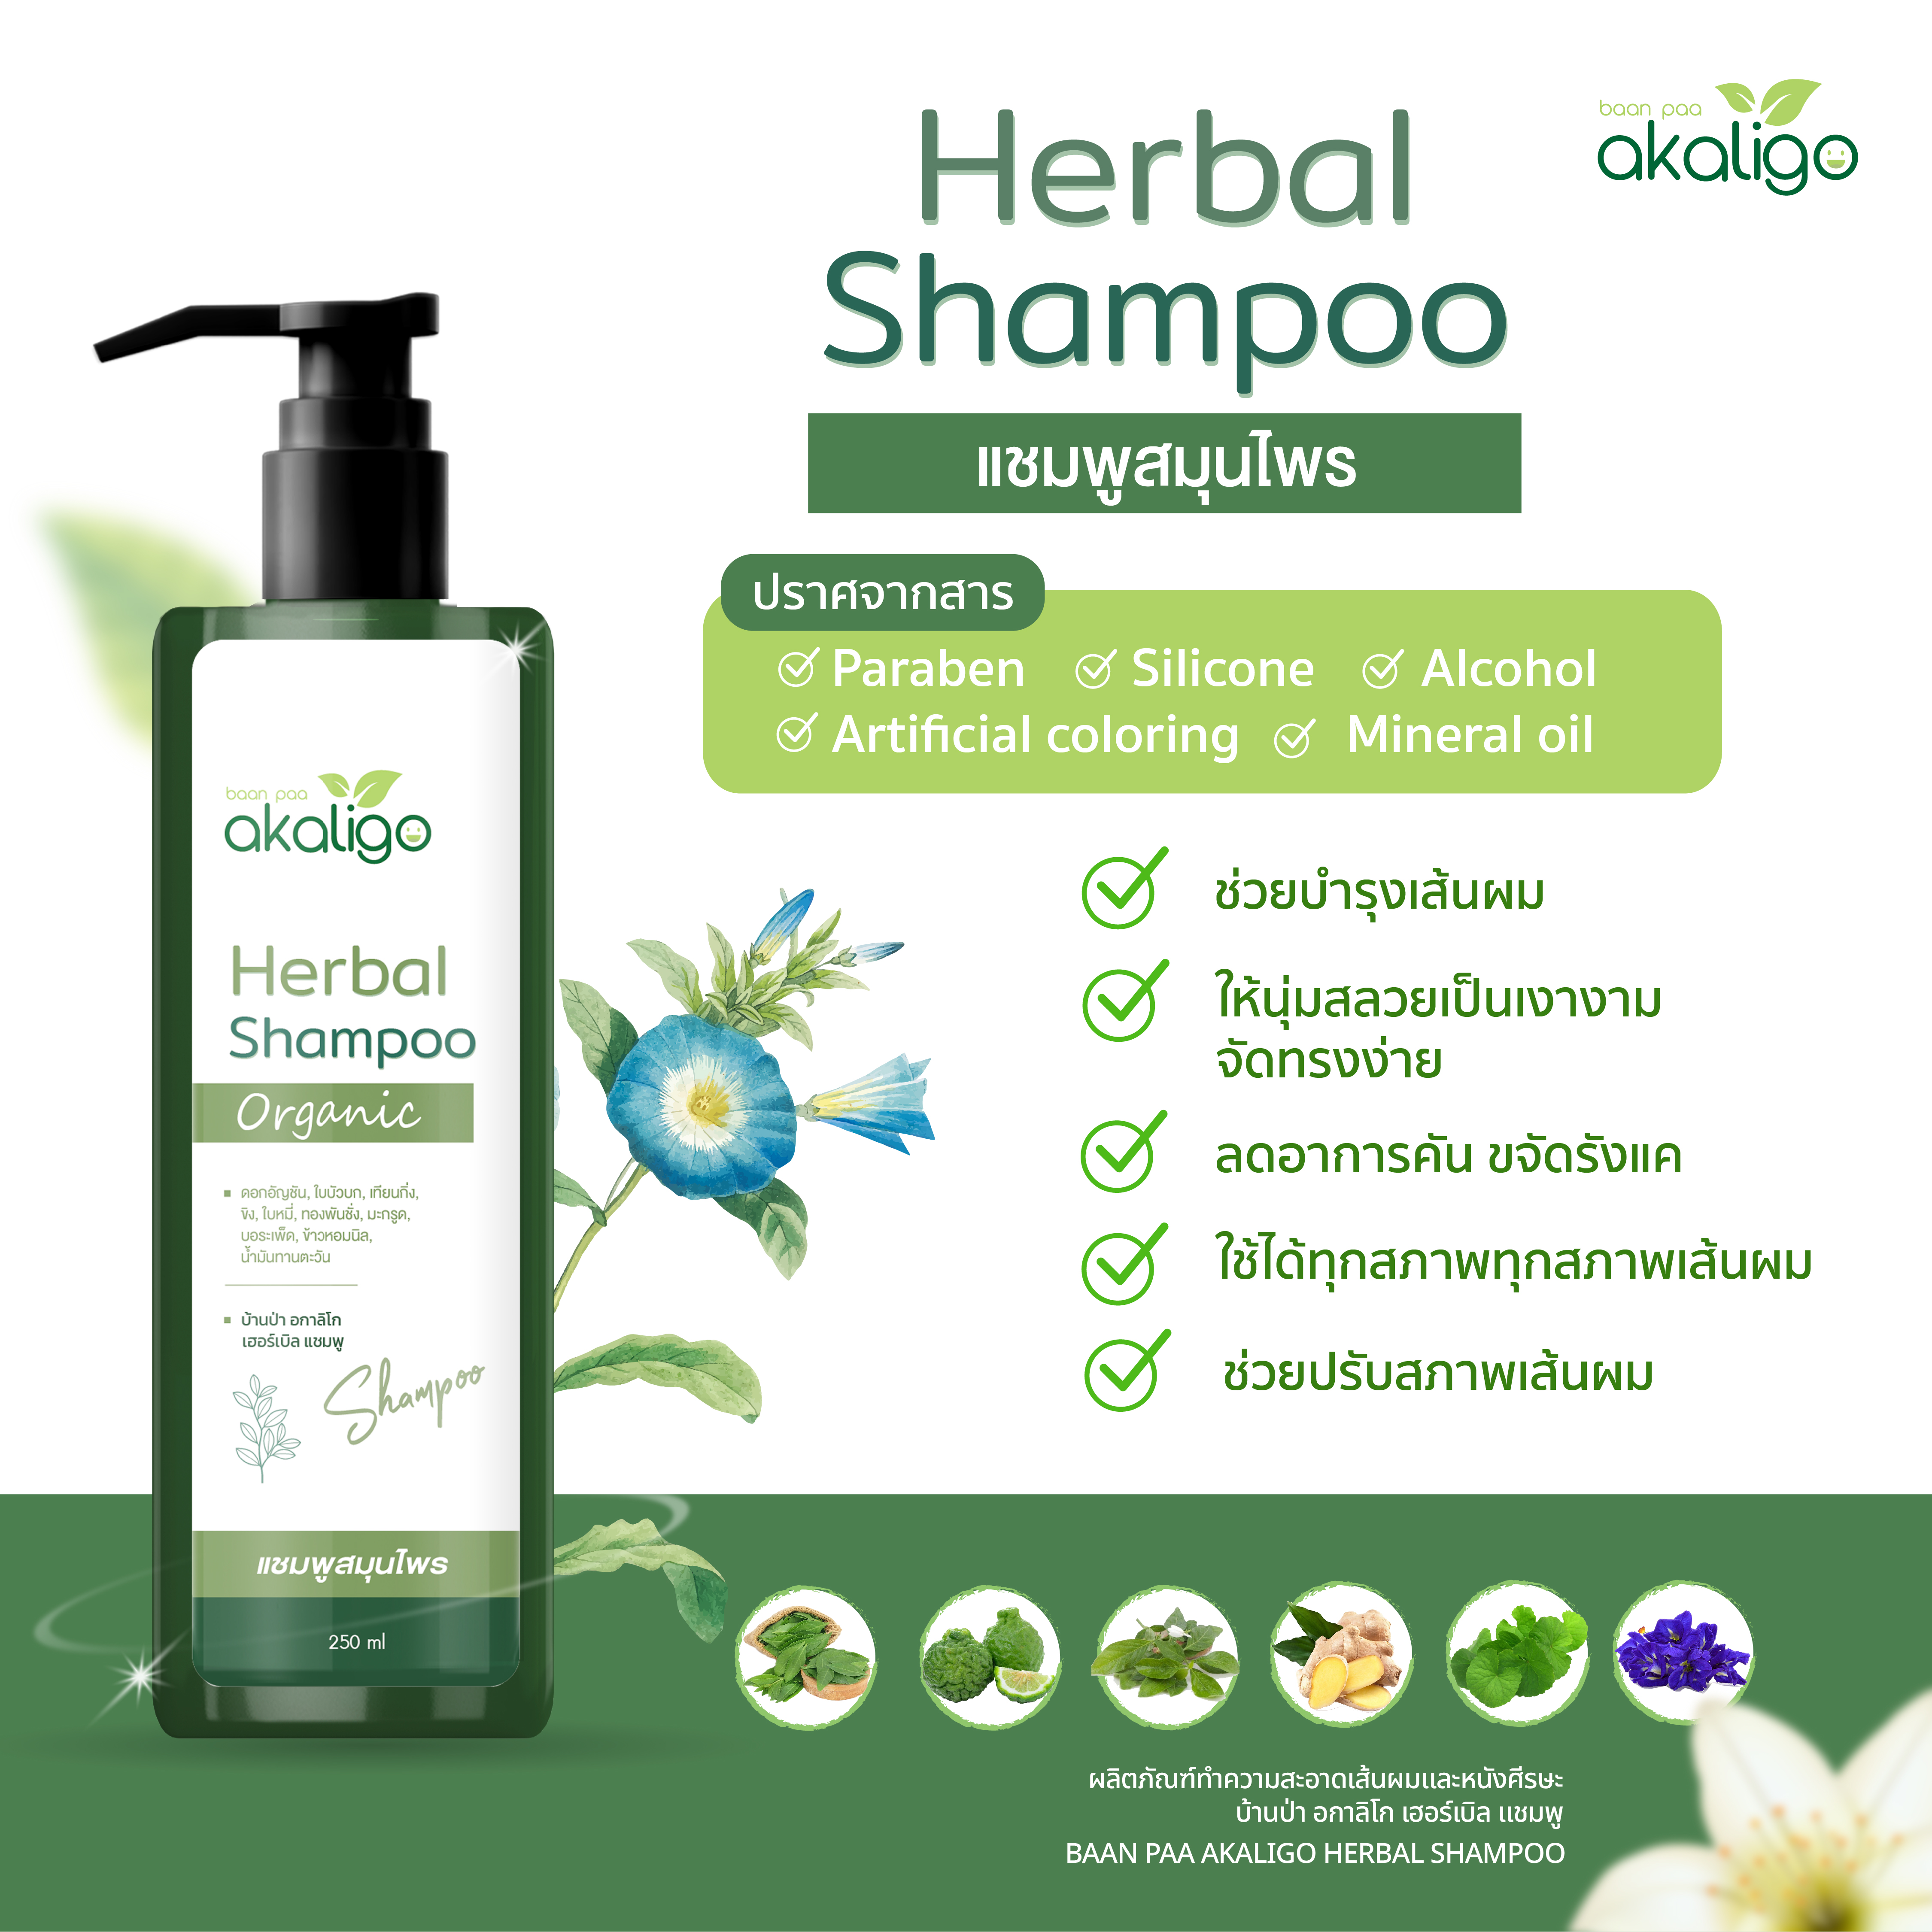 baan paa
akaligo
Herbal
Shampoo
แชมพูสมุนไพร
ปราศจากสาร
Paraben Silicone Alcohol
Artificial coloring Mineral oil
ช่วยบำรุงเส้นผม
ให้นุ่มสลวยเป็นเงางาม
จัดทรงง่าย
ลดอาการคัน ขจัดรังแค
ใช้ได้ทุกสภาพทุกสภาพเส้นผม
ช่วยปรับสภาพเส้นผม
baan paa
akaligo
Herbal
Shampoo
Organic
ดอกอัญชัน, ใบบัวบก, เทียนกิ่ง,
ขิง, ใบหมี่, ทองพันชั่ง, มะกรูด,
บอระเพ็ด, ข้าวหอมนิล,
น้ำมันทานตะวัน
บ้านป่า อกาลิโก
เฮอร์เบิล แชมพู
Shampoo
แชมพูสมุนไพร
250 ml
ผลิตภัณฑ์ทำความสะอาดเส้นผมและหนังศีรษะ
บ้านป่า อกาลิโก เฮอร์เบิล แชมพู
BAAN PAA AKALIGO HERBAL SHAMPOO